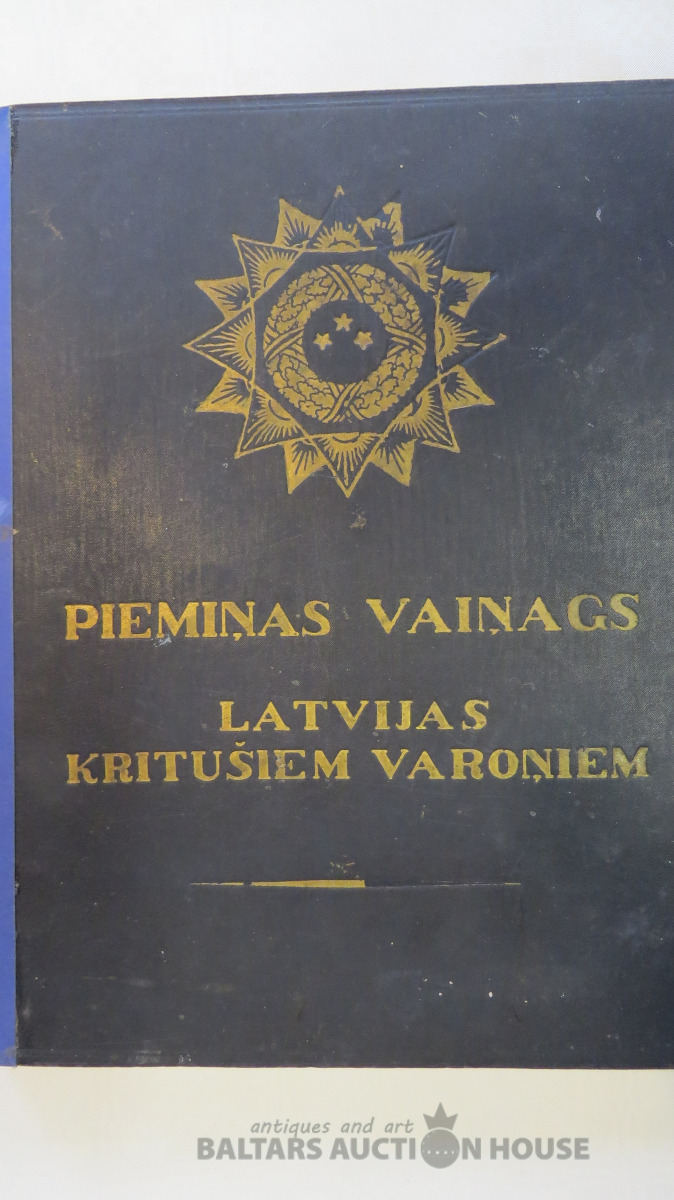 PIEMIŅAS VAIŅAGS
LATVIJAS
KRITUŠIEM VAROŅIEM
antiques and art
BALTARS AUCTION HOUSE